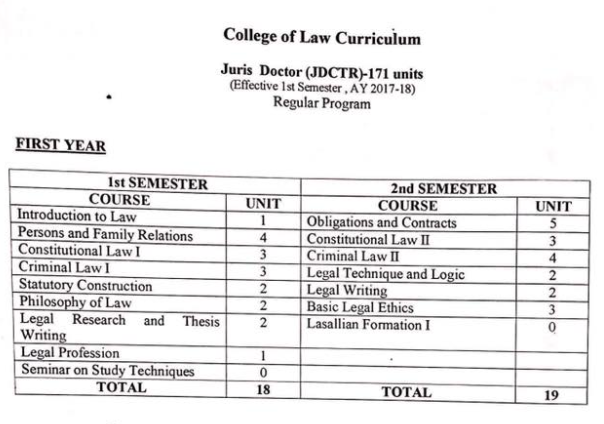 College of Law Curriculum
Juris Doctor (JDCTR)-171 units
(Effective 1st Semester , AY 2017-18)
Regular Program
FIRST YEAR
1st SEMESTER 2nd SEMESTER
COURSE UNIT COURSE UNIT
Introduction to Law 1 Obligations and Contracts 5
Persons and Family Relations 4 Constitutional Law II 3
Constitutional Law I 3 Criminal Law II 4
Criminal Law I 3 Legal Technique and Logic 2
Statutory Construction 2 Legal Writing 2
Philosophy of Law 2 Basic Legal Ethics 3
Legal Research and Thesis 2 Lasallian Formation I 0
Writing
Legal Profession 1
Seminar on Study Techniques 0
TOTAL 18 TOTAL 19